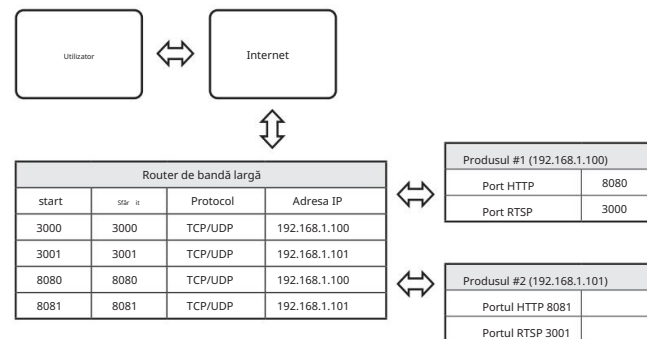 Utilizator
Internet
Router de bandă largă
start Sfâr it Protocol Adresa IP
3000 3000 TCP/UDP 192.168.1.100
3001 3001 TCP/UDP 192.168.1.101
8080 8080 TCP/UDP 192.168.1.100
8081 8081 TCP/UDP 192.168.1.101
Produsul #1 (192.168.1.100)
Port HTTP 8080
Port RTSP 3000
Produsul #2 (192.168.1.101)
Portul HTTP 8081
Portul RTSP 3001